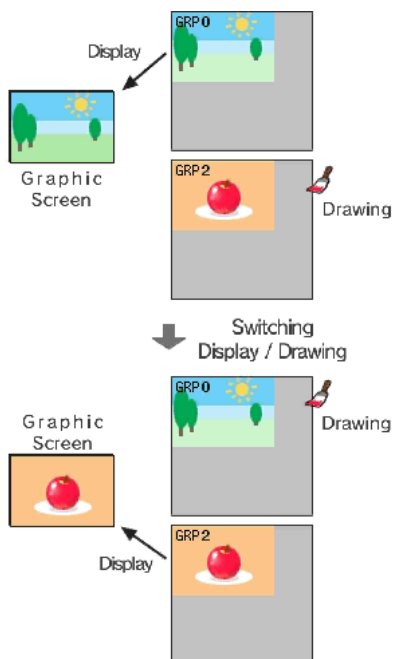 GRP0
Display
Graphic
Screen
GRP2
Drawing
Switching
Display / Drawing
GRP0
Graphic
Screen
Drawing
GRP2
Display